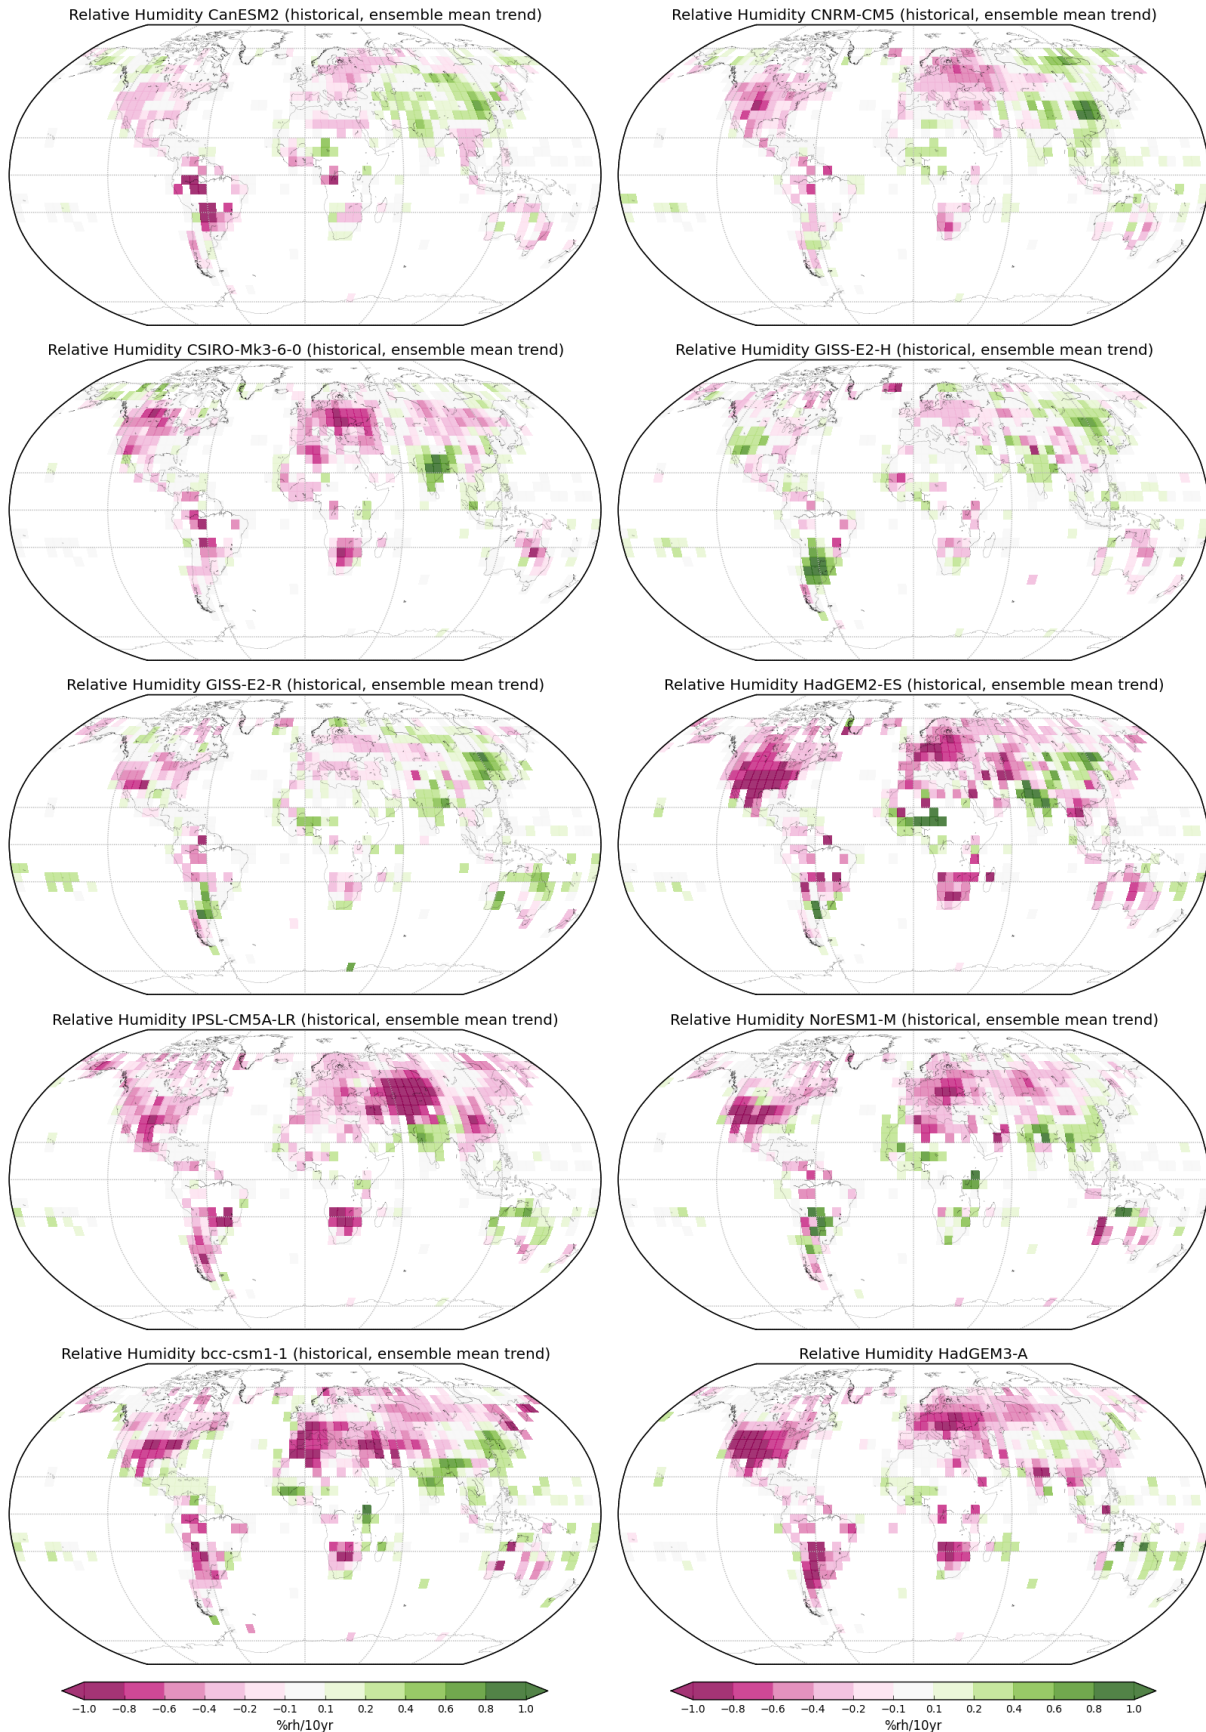 Relative Humidity CanESM2 (historical, ensemble mean trend)
Relative Humidity CNRM-CM5 (historical, ensemble mean trend)
Relative Humidity CSIRO-Mk3-6-0 (historical, ensemble mean trend)
Relative Humidity GISS-E2-H (historical, ensemble mean trend)
Relative Humidity GISS-E2-R (historical, ensemble mean trend)
Relative Humidity HadGEM2-ES (historical, ensemble mean trend)
Relative Humidity IPSL-CM5A-LR (historical, ensemble mean trend)
Relative Humidity NorESM1-M (historical, ensemble mean trend)
Relative Humidity bcc-csm1-1 (historical, ensemble mean trend)
Relative Humidity HadGEM3-A
−1.0 −0.8 −0.6 −0.4 −0.2 −0.1 0.1 0.2 0.4 0.6 0.8 1.0
%rh/10yr
−1.0 −0.8 −0.6 −0.4 −0.2 −0.1 0.1 0.2 0.4 0.6 0.8 1.0
%rh/10yr